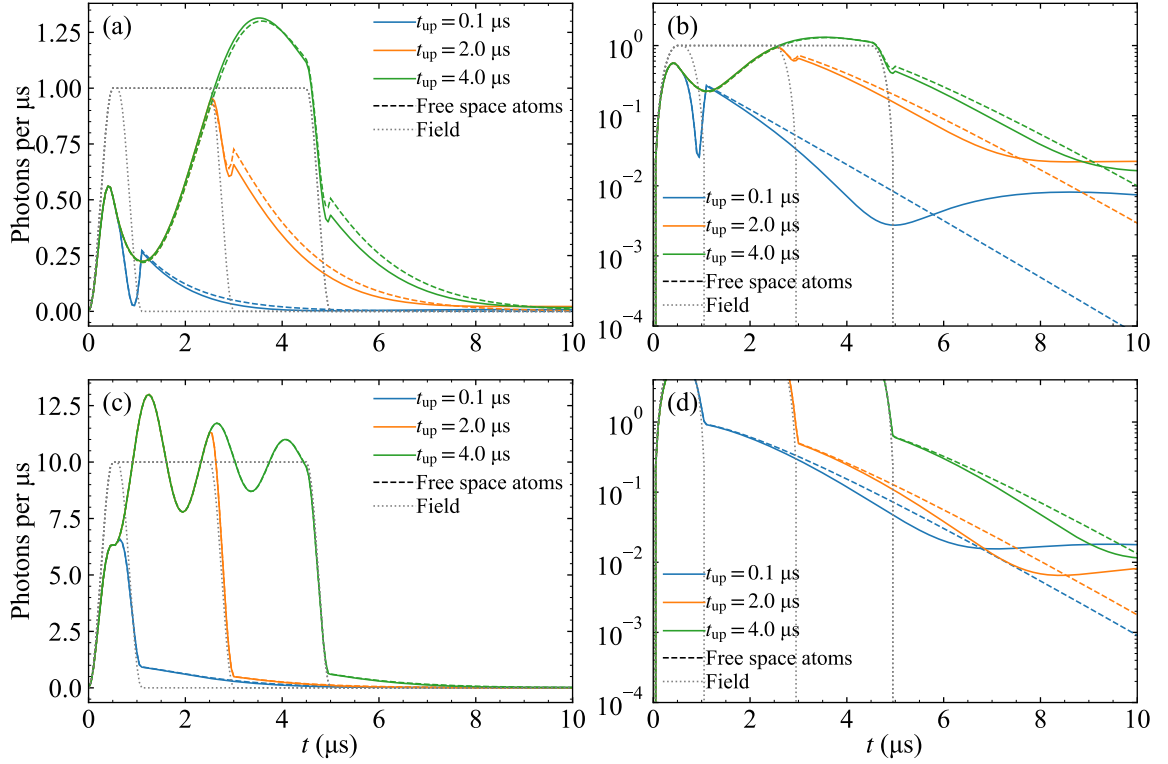 (a)
t_up = 0.1 μs
t_up = 2.0 μs
t_up = 4.0 μs
Free space atoms
Field
Photons per μs
1.25
1.00
0.75
0.50
0.25
0.00
0 2 4 6 8 10
(b)
t_up = 0.1 μs
t_up = 2.0 μs
t_up = 4.0 μs
Free space atoms
Field
10⁰
10⁻¹
10⁻²
10⁻³
10⁻⁴
0 2 4 6 8 10
(c)
t_up = 0.1 μs
t_up = 2.0 μs
t_up = 4.0 μs
Free space atoms
Field
Photons per μs
12.5
10.0
7.5
5.0
2.5
0.0
0 2 4 6 8 10
t (μs)
(d)
t_up = 0.1 μs
t_up = 2.0 μs
t_up = 4.0 μs
Free space atoms
Field
10⁰
10⁻¹
10⁻²
10⁻³
10⁻⁴
0 2 4 6 8 10
t (μs)